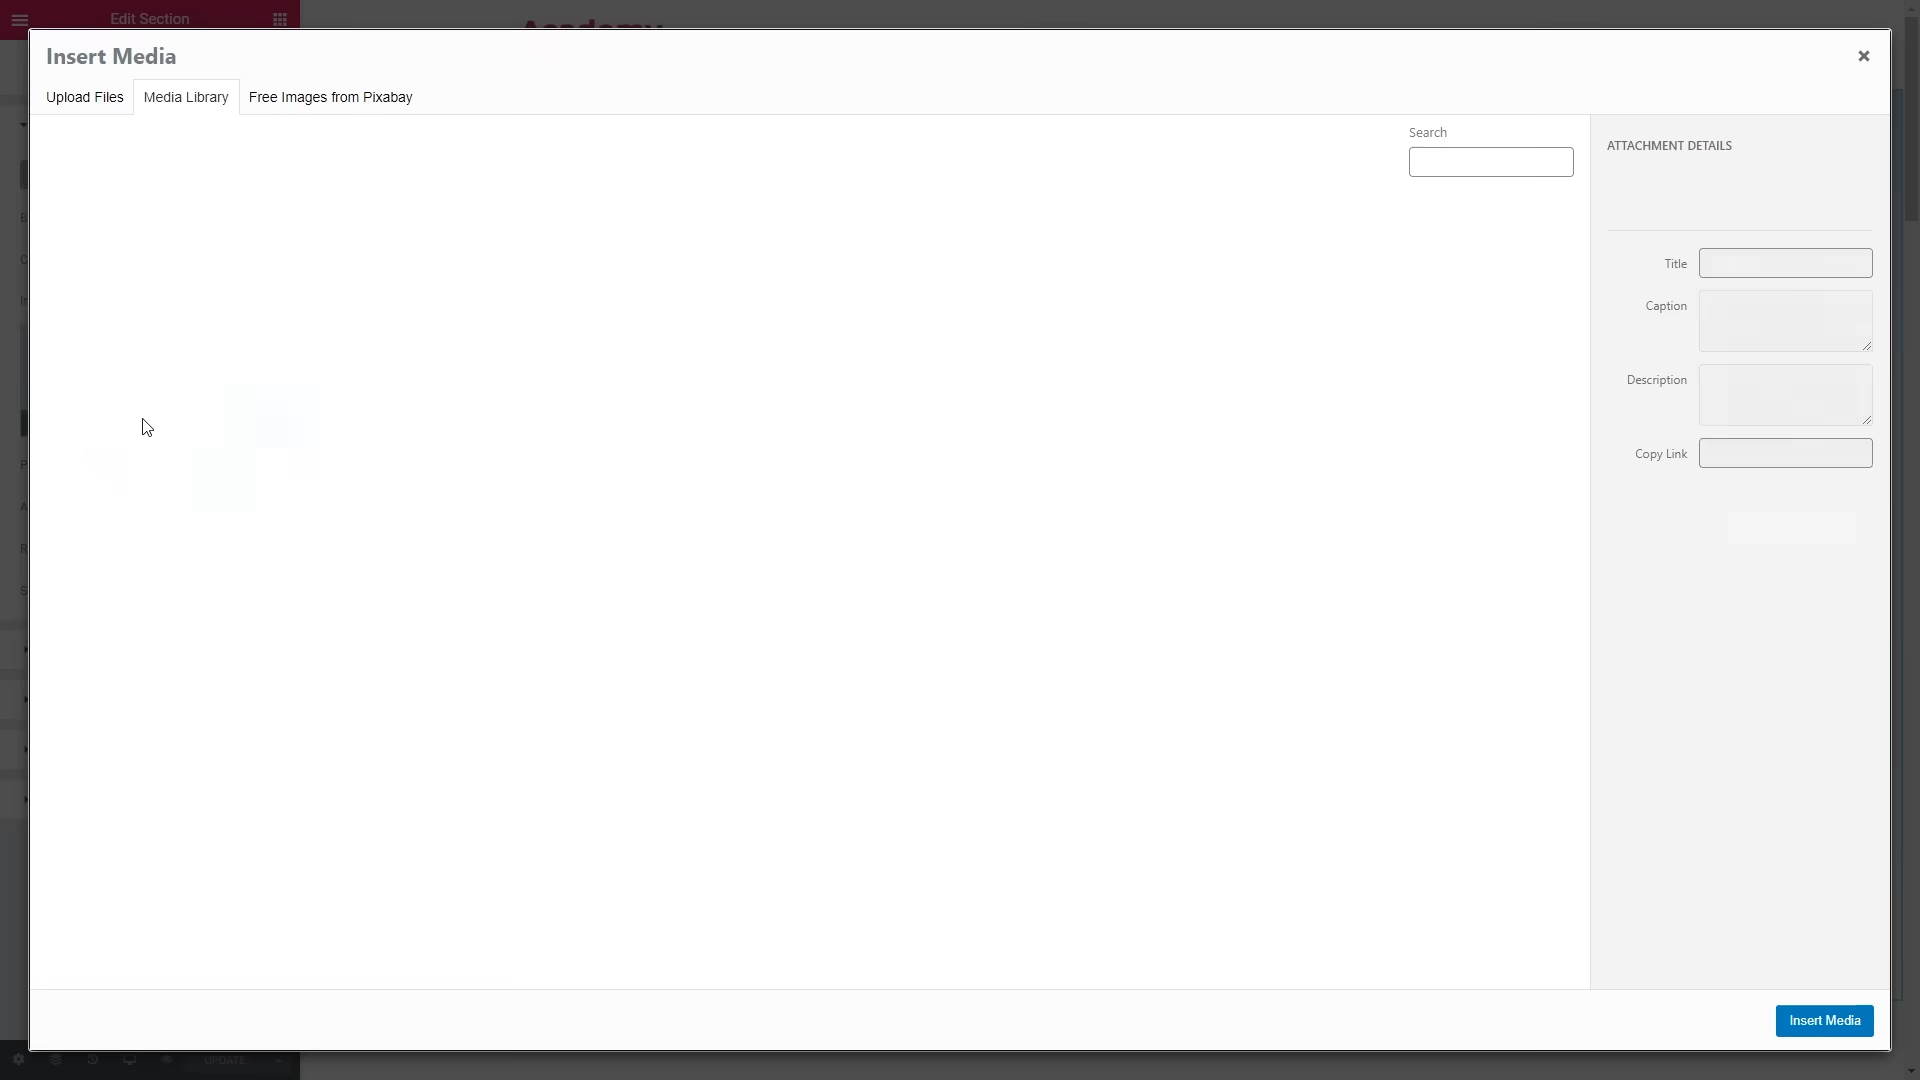 Edit Section
Insert Media
Upload Files
Media Library
Free Images from Pixabay
Search
ATTACHMENT DETAILS
Title
Caption
Description
Copy Link
Insert Media
UPDATE